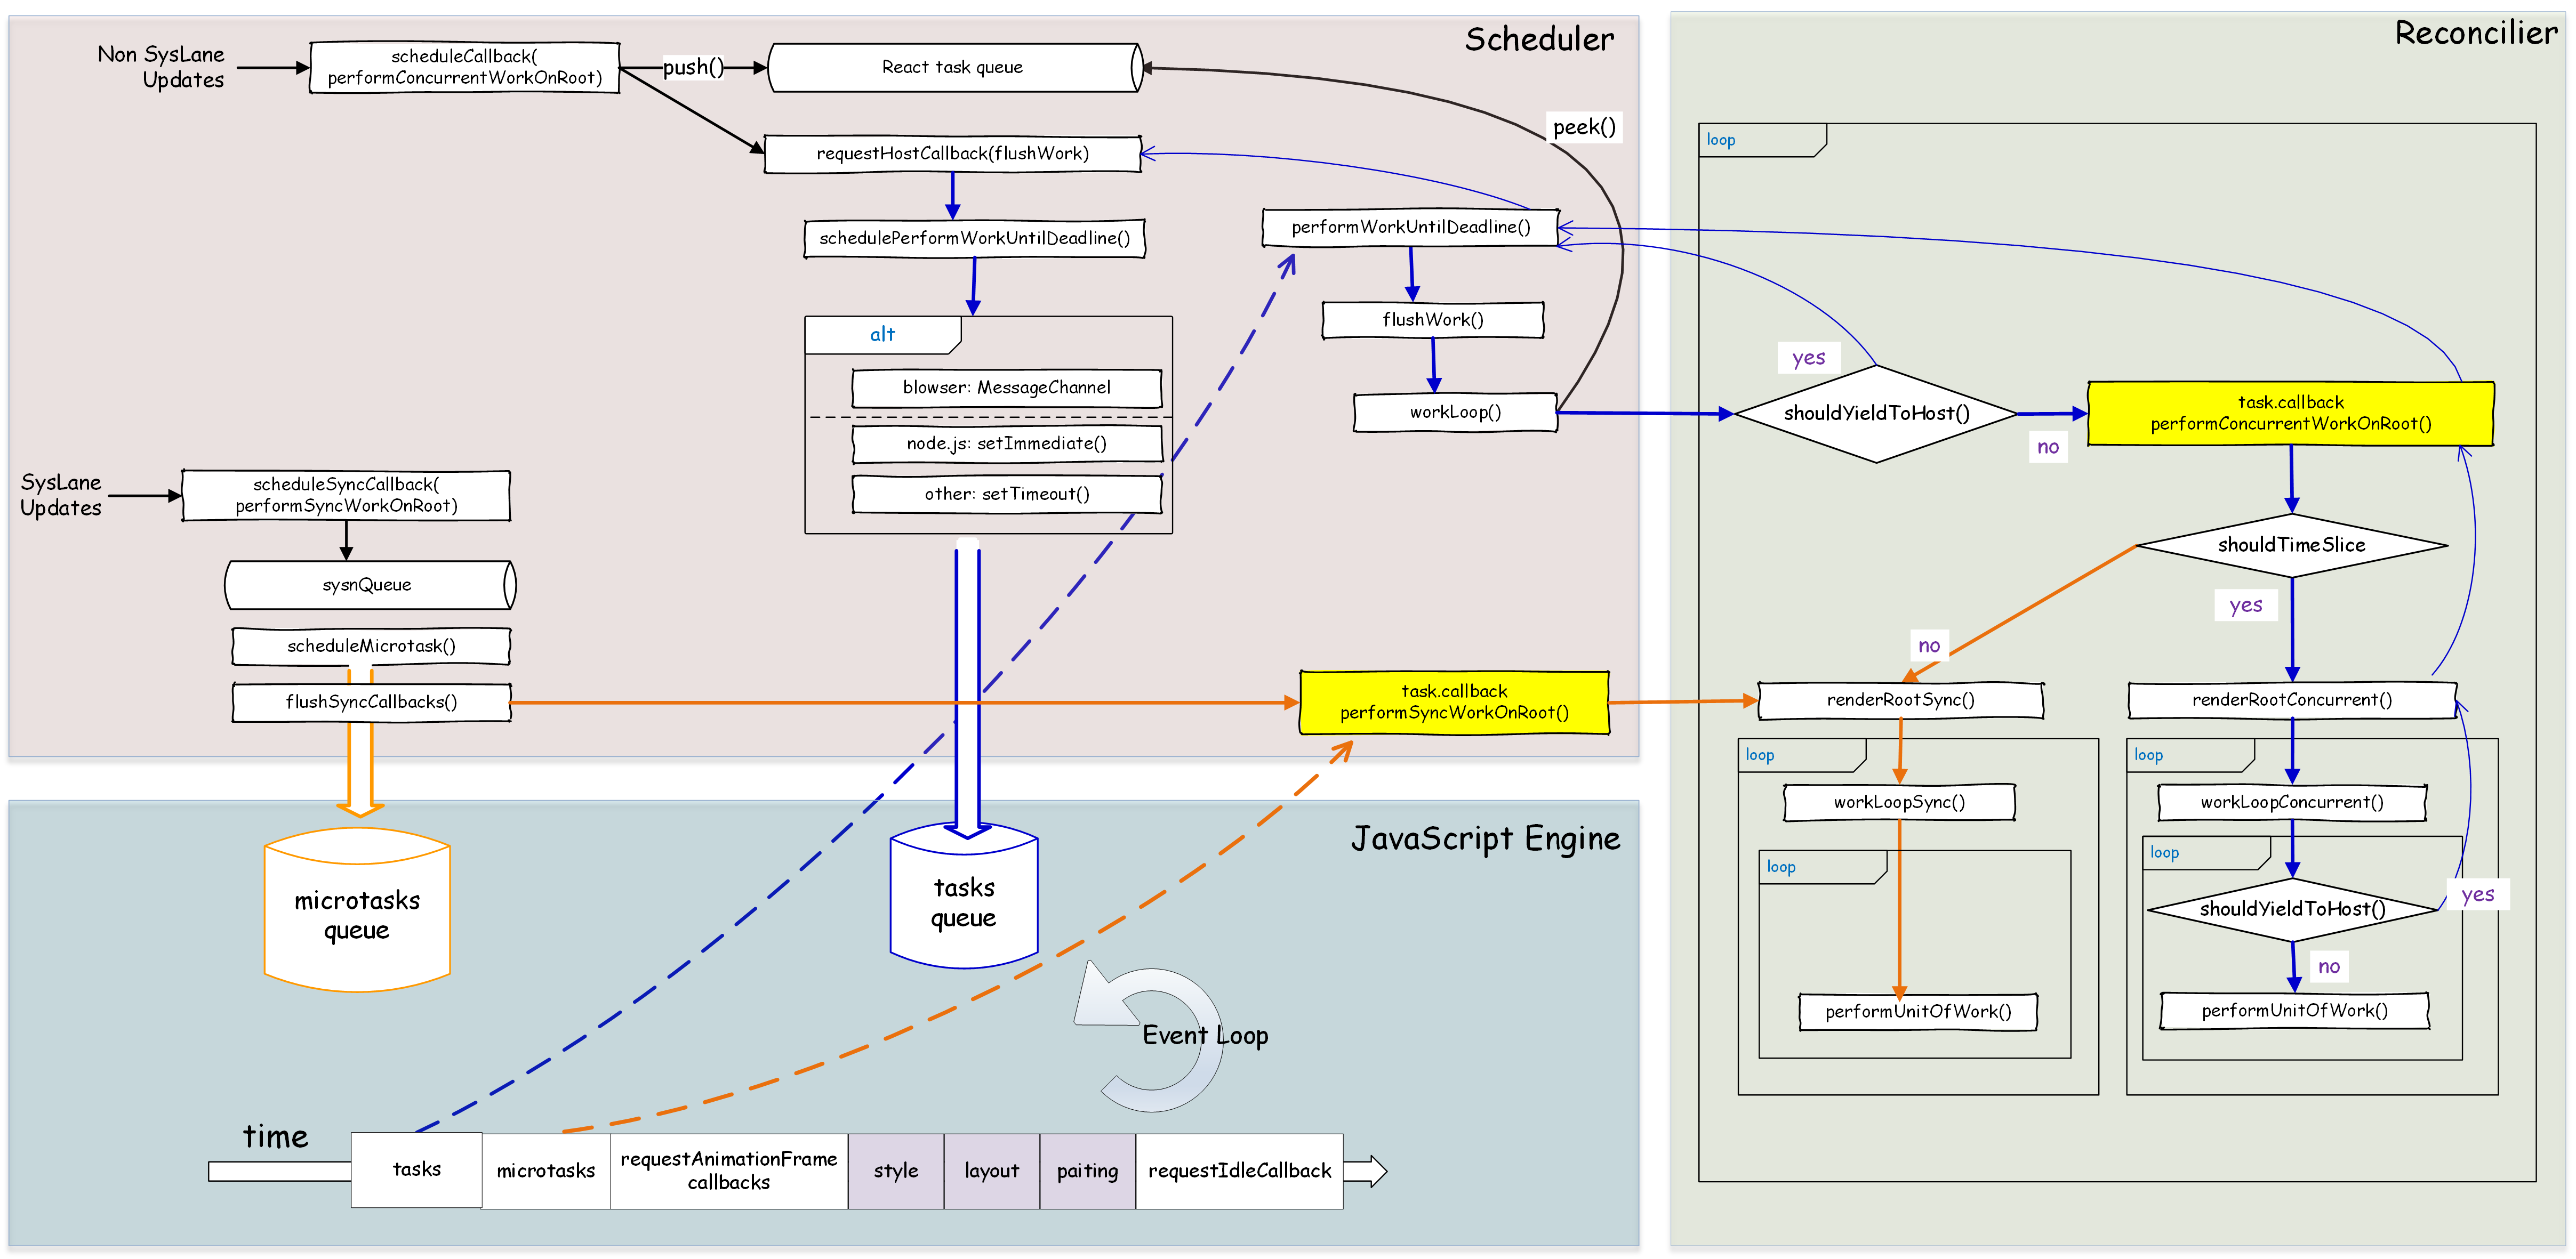 Scheduler
Non SysLane
Updates
scheduleCallback(
performConcurrentWorkOnRoot)
push()
React task queue
peek()
requestHostCallback(flushWork)
schedulePerformWorkUntilDeadline()
performWorkUntilDeadline()
flushWork()
workLoop()
alt
blowser: MessageChannel
node.js: setImmediate()
other: setTimeout()
SysLane
Updates
scheduleSyncCallback(
performSyncWorkOnRoot)
sysnQueue
scheduleMicrotask()
flushSyncCallbacks()
task.callback
performSyncWorkOnRoot()
Reconcilier
loop
yes
shouldYieldToHost()
no
task.callback
performConcurrentWorkOnRoot()
shouldTimeSlice
yes
no
renderRootSync()
renderRootConcurrent()
loop
workLoopSync()
loop
performUnitOfWork()
loop
workLoopConcurrent()
loop
shouldYieldToHost()
yes
no
performUnitOfWork()
JavaScript Engine
microtasks
queue
tasks
queue
Event Loop
time
tasks
microtasks
requestAnimationFrame
callbacks
style
layout
paiting
requestIdleCallback